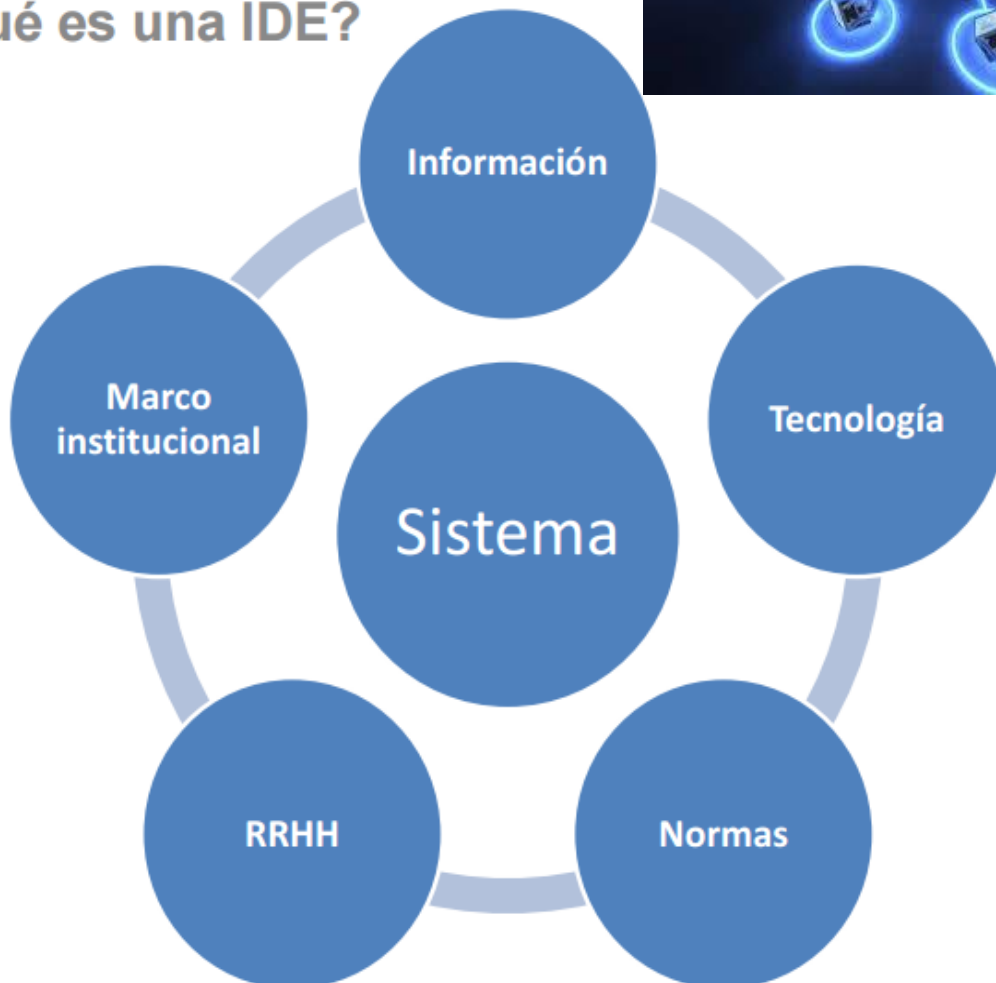 ué es una IDE?
Información
Marco
institucional
Tecnología
Sistema
RRHH
Normas